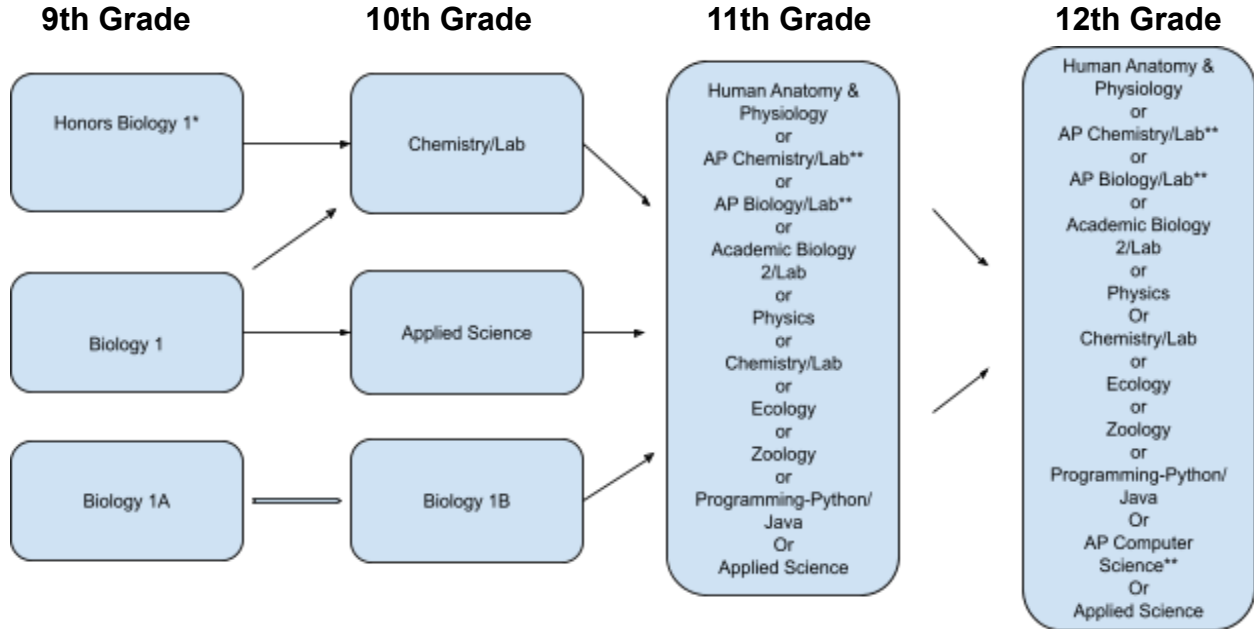 9th Grade
10th Grade
11th Grade
12th Grade
Honors Biology 1*
Biology 1
Biology 1A
Chemistry/Lab
Applied Science
Biology 1B
Human Anatomy &
Physiology
or
AP Chemistry/Lab**
or
AP Biology/Lab**
or
Academic Biology
2/Lab
or
Physics
or
Chemistry/Lab
or
Ecology
or
Zoology
or
Programming-Python/
Java
Or
Applied Science
Human Anatomy &
Physiology
or
AP Chemistry/Lab**
or
AP Biology/Lab**
or
Academic Biology
2/Lab
or
Physics
Or
Chemistry/Lab
or
Ecology
or
Zoology
or
Programming-Python/
Java
Or
AP Computer
Science**
Or
Applied Science